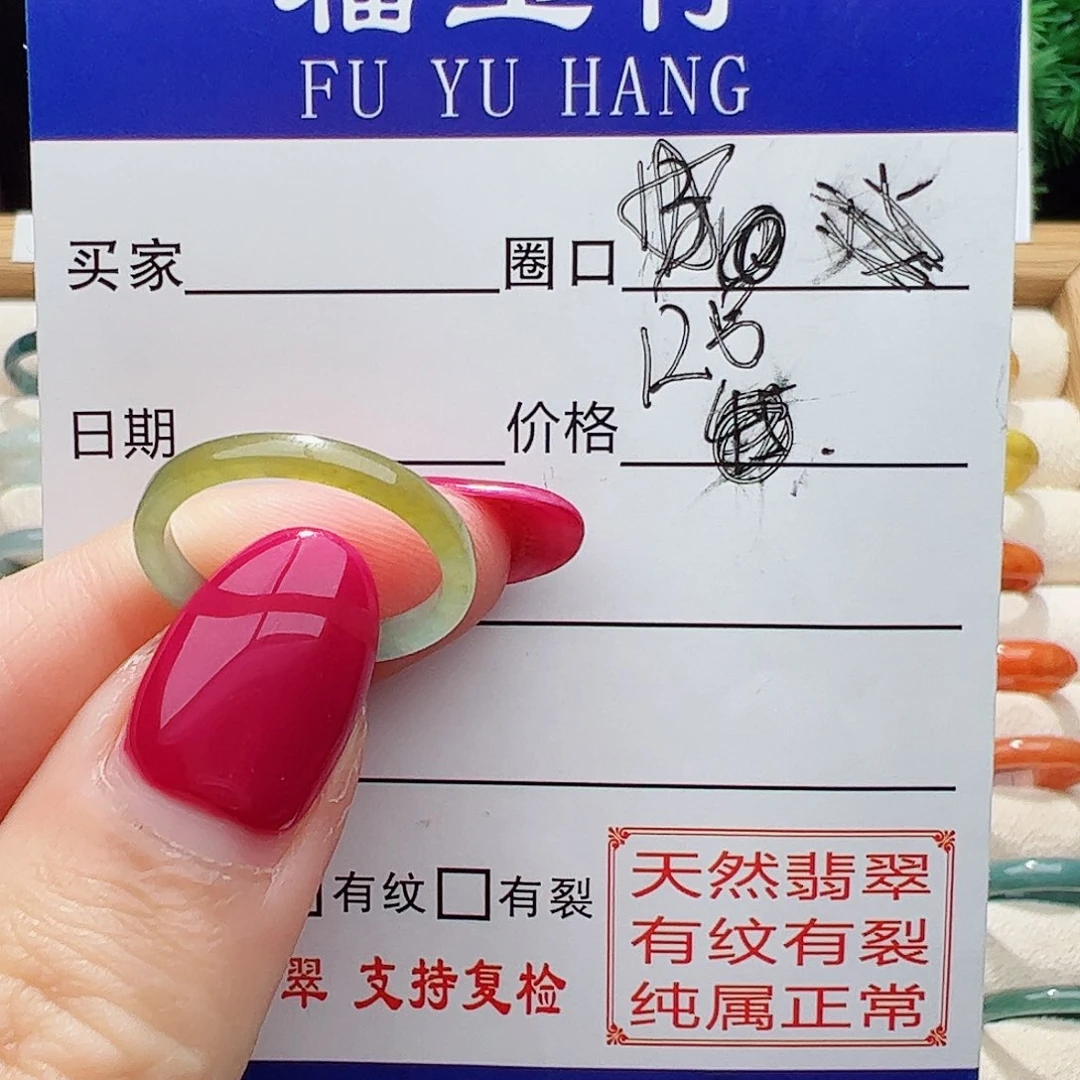 FU YU HANG
买家 圈口
125
日期 价格
有纹 有裂
翠 支持复检
天然翡翠
有纹有裂
纯属正常